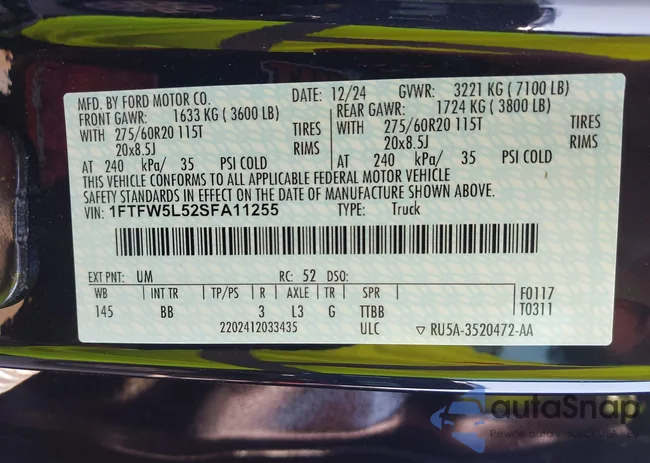 MFD. BY FORD MOTOR CO. DATE: 12/24 GVWR: 3221 KG ( 7100 LB)
FRONT GAWR: 1633 KG ( 3600 LB) REAR GAWR: 1724 KG ( 3800 LB)
WITH 275/60R20 115T TIRES WITH 275/60R20 115T TIRES
20x8.5J RIMS 20x8.5J RIMS
AT 240 kPa/ 35 PSI COLD AT 240 kPa/ 35 PSI COLD
THIS VEHICLE CONFORMS TO ALL APPLICABLE FEDERAL MOTOR VEHICLE
SAFETY STANDARDS IN EFFECT ON THE DATE OF MANUFACTURE SHOWN ABOVE.
VIN: 1FTFW5L52SFA11255 TYPE: Truck
EXT PNT: UM RC: 52 DSO:
WB INT TR TP/PS R AXLE TR SPR F0117
145 BB 3 L3 G TTBB T0311
2202412033435 ULC ▽ RU5A-3520472-AA
autaSnap
Pewne auto z